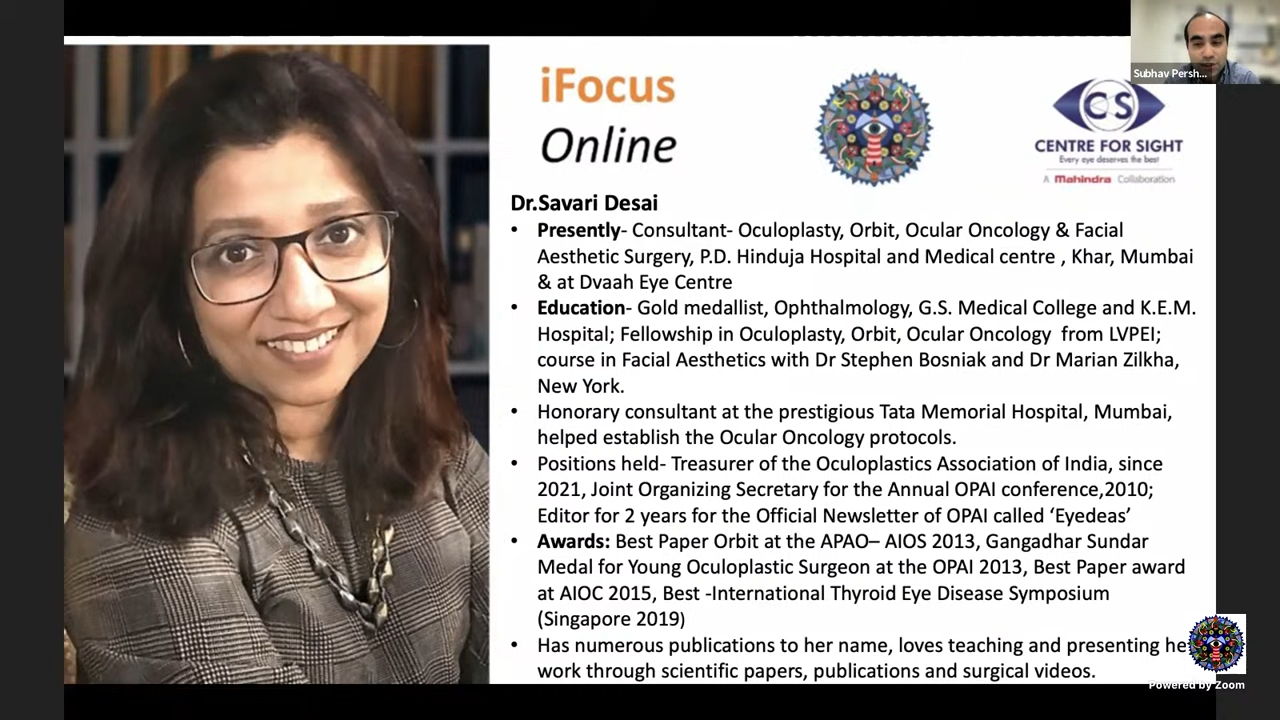 iFocus
Online
CS
CENTRE FOR SIGHT
Every eye deserves the best
A Mahindra Collaboration
Subhav Persh...
Dr.Savari Desai
• Presently- Consultant- Oculoplasty, Orbit, Ocular Oncology & Facial
Aesthetic Surgery, P.D. Hinduja Hospital and Medical centre , Khar, Mumbai
& at Dvaah Eye Centre
• Education- Gold medallist, Ophthalmology, G.S. Medical College and K.E.M.
Hospital; Fellowship in Oculoplasty, Orbit, Ocular Oncology from LVPEI;
course in Facial Aesthetics with Dr Stephen Bosniak and Dr Marian Zilkha,
New York.
• Honorary consultant at the prestigious Tata Memorial Hospital, Mumbai,
helped establish the Ocular Oncology protocols.
• Positions held- Treasurer of the Oculoplastics Association of India, since
2021, Joint Organizing Secretary for the Annual OPAI conference,2010;
Editor for 2 years for the Official Newsletter of OPAI called ‘Eyedeas’
• Awards: Best Paper Orbit at the APAO– AIOS 2013, Gangadhar Sundar
Medal for Young Oculoplastic Surgeon at the OPAI 2013, Best Paper award
at AIOC 2015, Best -International Thyroid Eye Disease Symposium
(Singapore 2019)
• Has numerous publications to her name, loves teaching and presenting he
work through scientific papers, publications and surgical videos.
Powered by Zoom